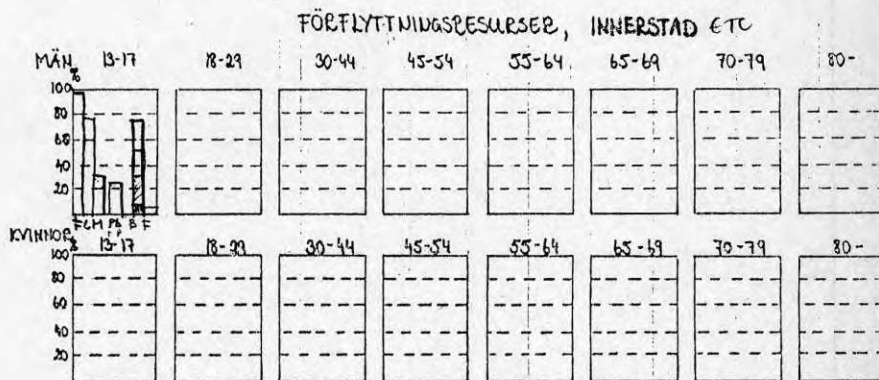 FÖRFLYTTNINGSRESURSER, INNERSTAD ETC
MÄN 13-17 18-29 30-44 45-54 55-64 65-69 70-79 80-
%
100
80
60
40
20
F C M B F
KVINNOR
% 13-17 18-29 30-44 45-54 55-64 65-69 70-79 80-
100
80
60
40
20